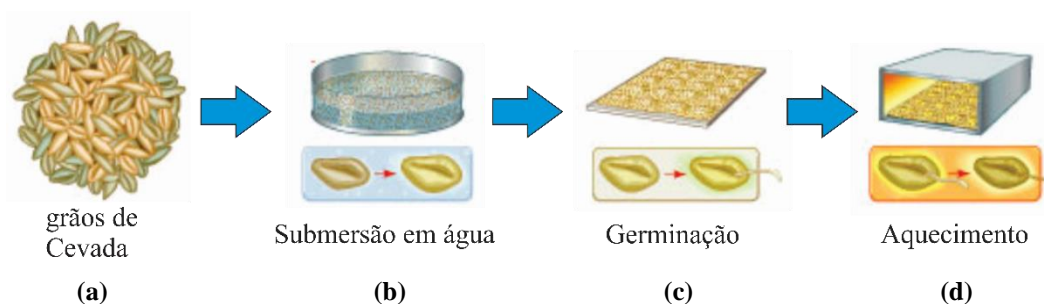 grãos de
Cevada
Submersão em água
Germinação
Aquecimento
(a)
(b)
(c)
(d)